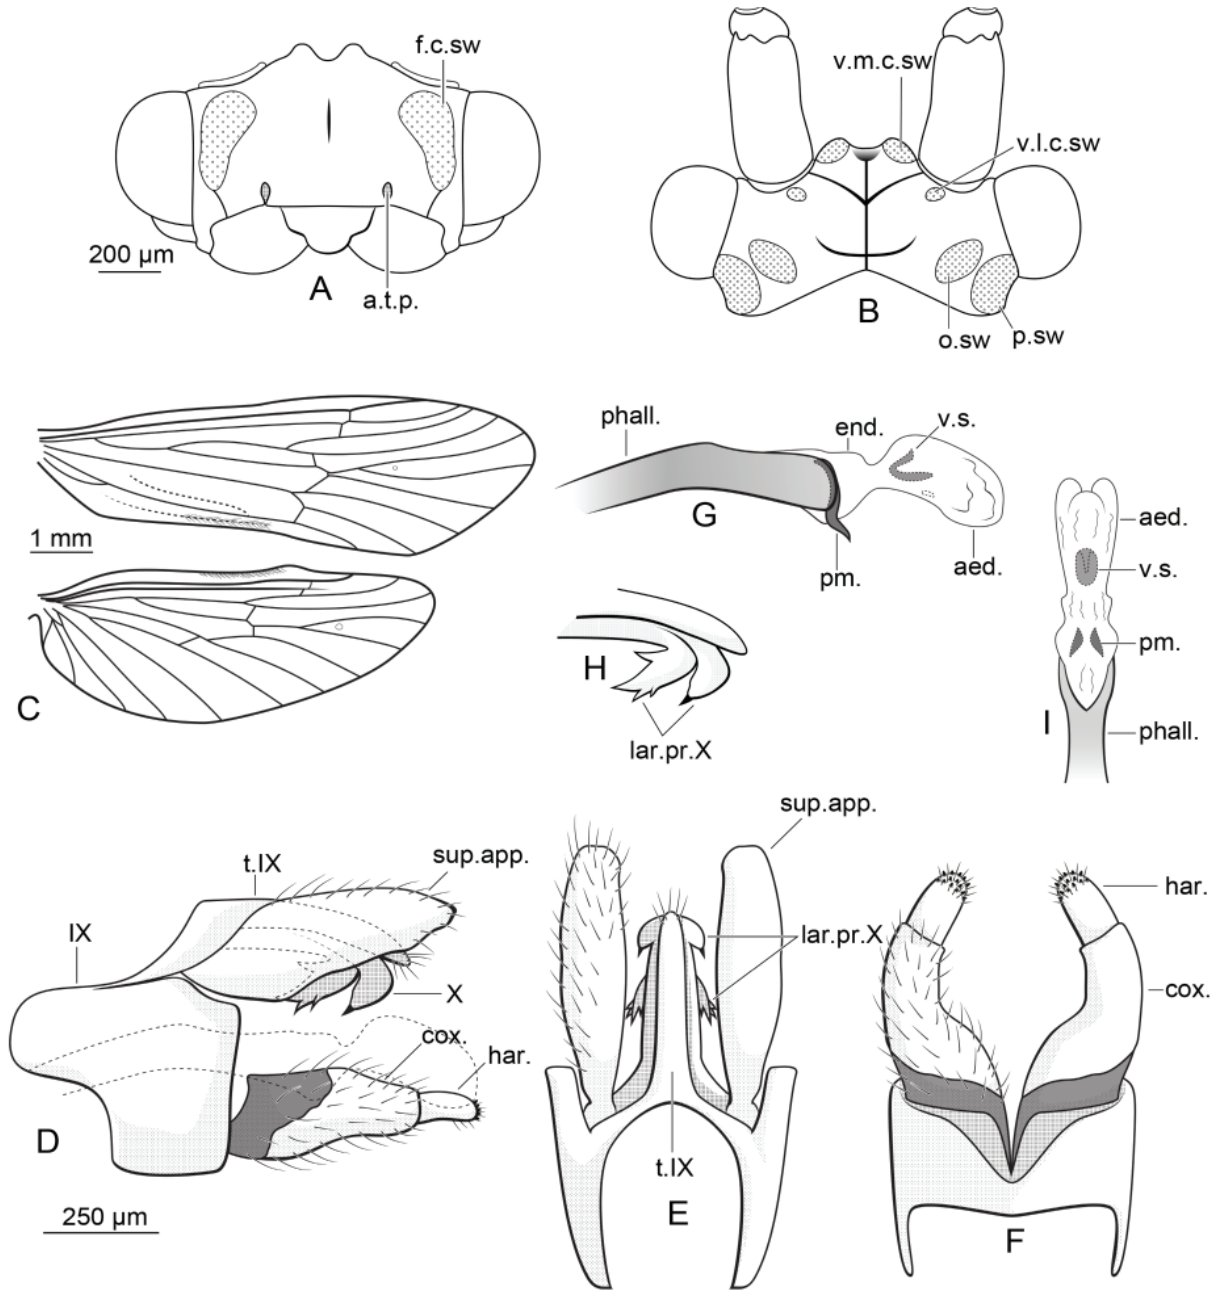 f.c.sw
200 µm
A
a.t.p.
v.m.c.sw
v.l.c.sw
B
o.sw
p.sw
1 mm
C
phall.
end.
v.s.
G
pm.
aed.
H
lar.pr.X
aed.
v.s.
pm.
I
phall.
t.IX
sup.app.
IX
X
cox.
har.
D
250 µm
sup.app.
lar.pr.X
t.IX
E
har.
cox.
F